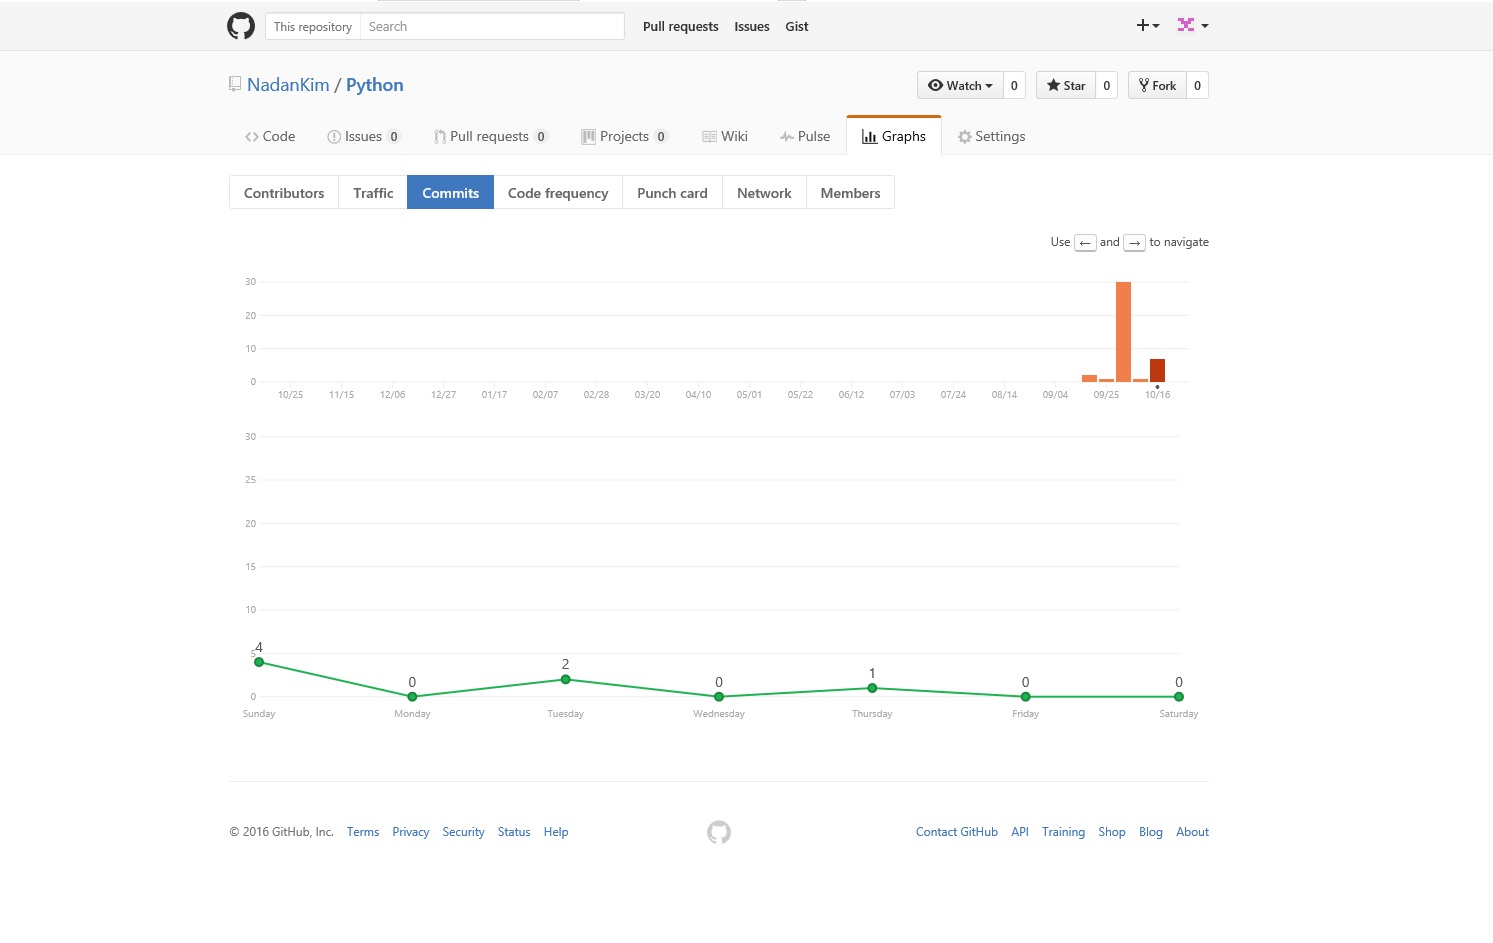 This repository Search Pull requests Issues Gist
NadanKim / Python Watch 0 Star 0 Fork 0
Code Issues 0 Pull requests 0 Projects 0 Wiki Pulse Graphs Settings
Contributors Traffic Commits Code frequency Punch card Network Members
Use ← and → to navigate
30
20
10
0
10/25 11/15 12/06 12/27 01/17 02/07 02/28 03/20 04/10 05/01 05/22 06/12 07/03 07/24 08/14 09/04 09/25 10/16
30
25
20
15
10
5
0
4 0 2 0 1 0 0
Sunday Monday Tuesday Wednesday Thursday Friday Saturday
© 2016 GitHub, Inc. Terms Privacy Security Status Help Contact GitHub API Training Shop Blog About